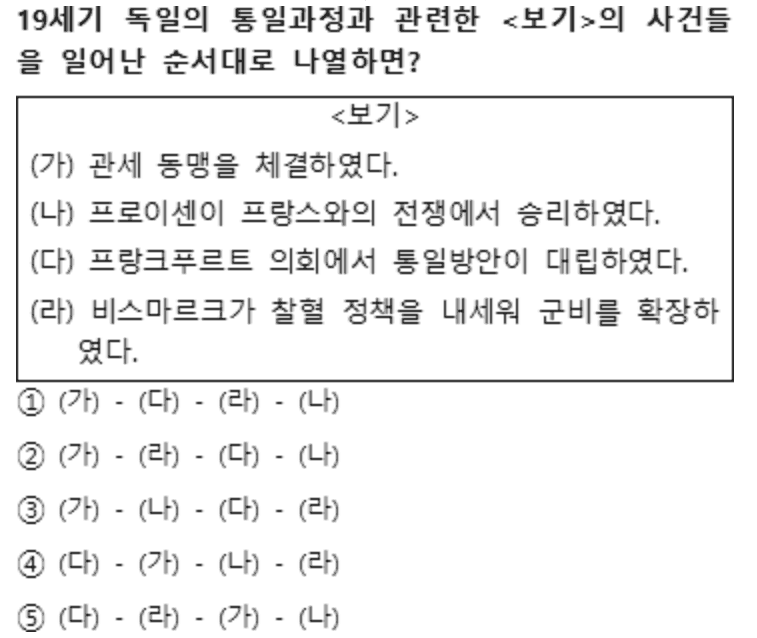 19세기 독일의 통일과정과 관련한 <보기>의 사건들
을 일어난 순서대로 나열하면?
<보기>
(가) 관세 동맹을 체결하였다.
(나) 프로이센이 프랑스와의 전쟁에서 승리하였다.
(다) 프랑크푸르트 의회에서 통일방안이 대립하였다.
(라) 비스마르크가 찰혈 정책을 내세워 군비를 확장하
였다.
① (가) - (다) - (라) - (나)
② (가) - (라) - (다) - (나)
③ (가) - (나) - (다) - (라)
④ (다) - (가) - (나) - (라)
⑤ (다) - (라) - (가) - (나)